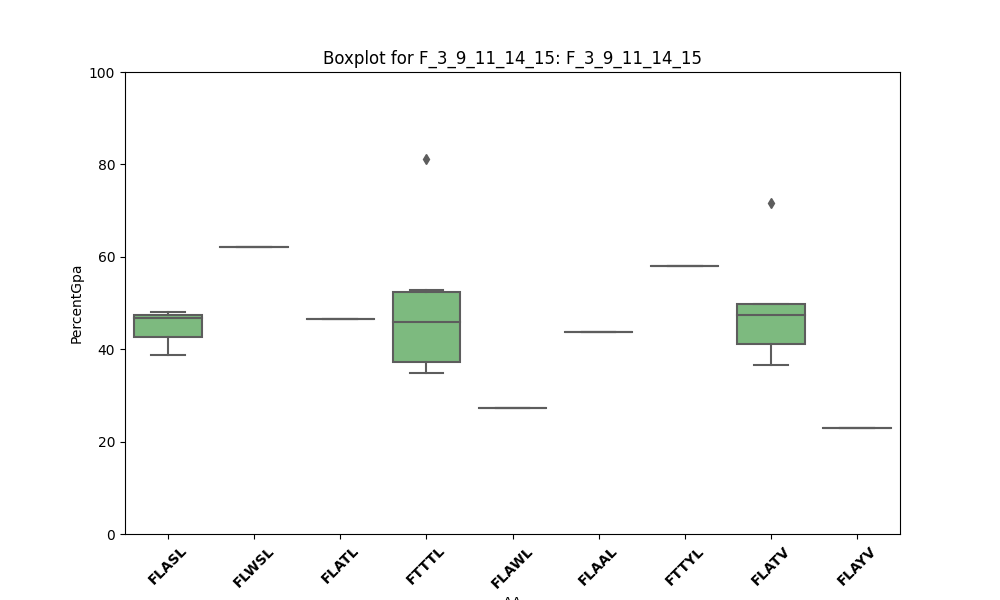 Boxplot for F_3_9_11_14_15: F_3_9_11_14_15
100
80
60
40
20
0
PercentGpa
FLASL
FLWSL
FLATL
FTTTL
FLAWL
FLAAL
FTTYL
FLATV
FLAYV